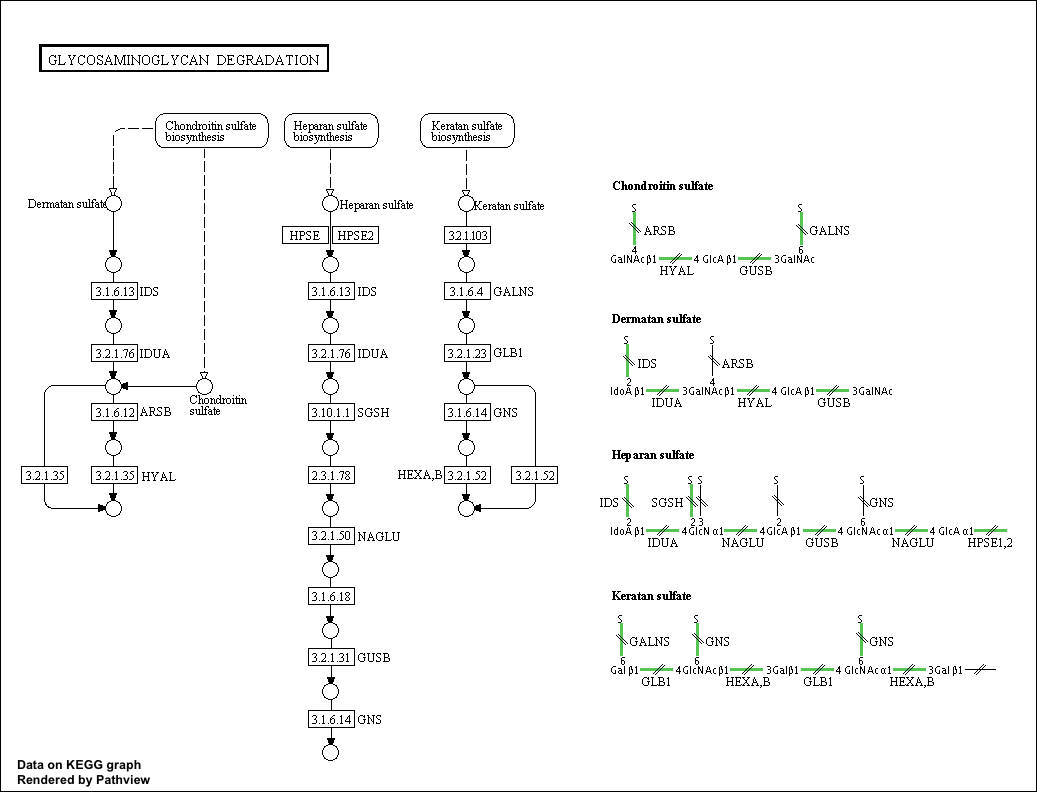 GLYCOSAMINOGLYCAN DEGRADATION
Chondroitin sulfate
biosynthesis
Heparan sulfate
biosynthesis
Keratan sulfate
biosynthesis
Dermatan sulfate
Heparan sulfate
Keratan sulfate
HPSE
HPSE2
3.2.1.103
3.1.6.13 IDS
3.1.6.13 IDS
3.1.6.4 GALNS
3.2.1.76 IDUA
3.2.1.76 IDUA
3.2.1.23 GLB1
Chondroitin
sulfate
3.1.6.12 ARSB
3.10.1.1 SGSH
3.1.6.14 GNS
3.2.1.35
3.2.1.35 HYAL
2.3.1.78
HEXA,B 3.2.1.52
3.2.1.52
3.2.1.50 NAGLU
3.1.6.18
3.2.1.31 GUSB
3.1.6.14 GNS
Chondroitin sulfate
S
S
ARSB
GALNS
4
6
GalNAc β1
4 GlcA β1
3GalNAc
HYAL
GUSB
Dermatan sulfate
S
S
IDS
ARSB
2
4
IdoA β1
3GalNAc β1
4 GlcA β1
3GalNAc
IDUA
HYAL
GUSB
Heparan sulfate
S
S S
S
S
IDS
SGSH
GNS
2
2 3
2
6
IdoA β1
4GlcN α1
4GlcA β1
4 GlcNAc α1
4 GlcA α1
IDUA
NAGLU
GUSB
NAGLU
HPSE1,2
Keratan sulfate
S
S
S
GALNS
GNS
GNS
6
6
6
Gal β1
4 GlcNAc β1
3Galβ1
4 GlcNAc α1
3Gal β1
GLB1
HEXA,B
GLB1
HEXA,B
Data on KEGG graph
Rendered by Pathview